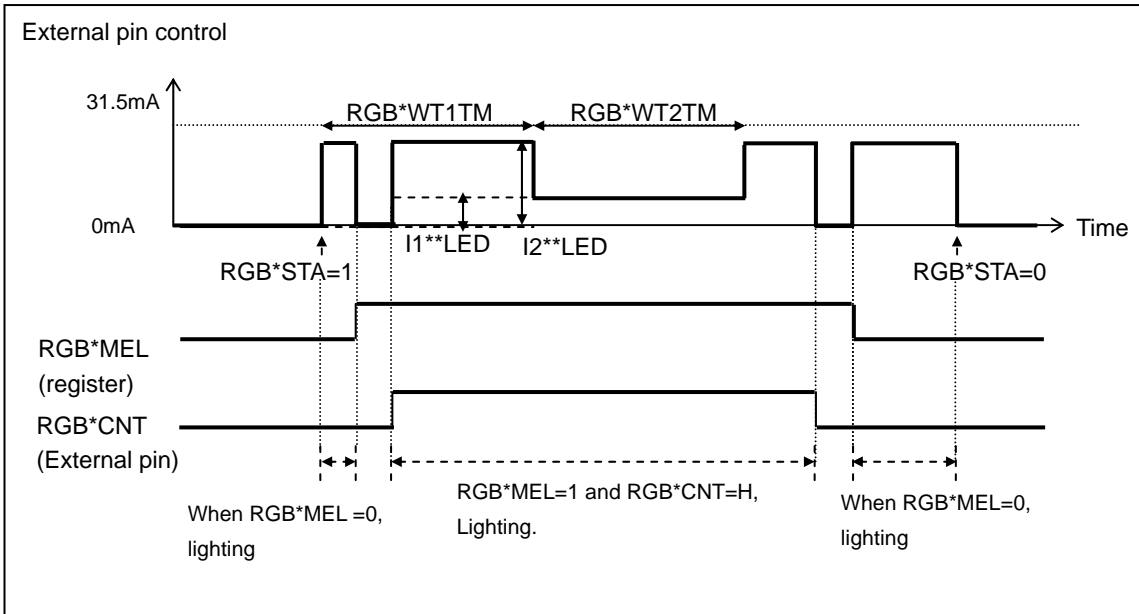 External pin control
31.5mA
RGB*WT1TM
RGB*WT2TM
0mA
Time
I1**LED
I2**LED
RGB*STA=1
RGB*STA=0
RGB*MEL
(register)
RGB*CNT
(External pin)
When RGB*MEL =0,
lighting
RGB*MEL=1 and RGB*CNT=H,
Lighting.
When RGB*MEL=0,
lighting